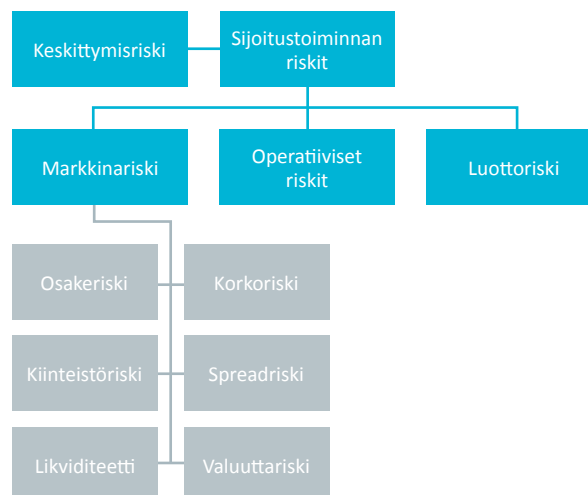 Keskittymisriski
Sijoitustoiminnan
riskit
Markkinariski
Operatiiviset
riskit
Luottoriski
Osakeriski
Korkoriski
Kiinteistöriski
Spreadriski
Likviditeetti
Valuuttariski